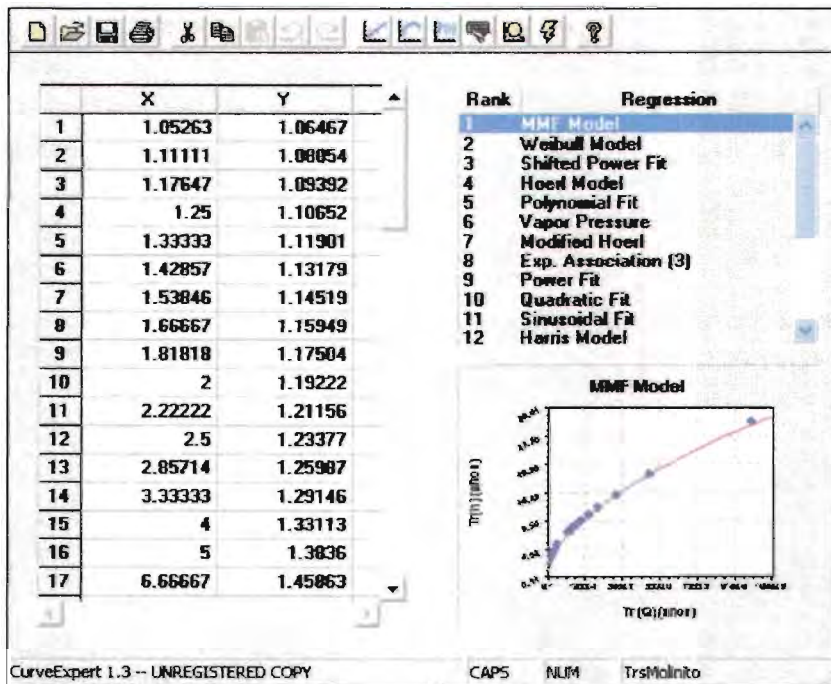 X Y
1 1.05263 1.06467
2 1.11111 1.08054
3 1.17647 1.09392
4 1.25 1.10652
5 1.33333 1.11901
6 1.42857 1.13179
7 1.53846 1.14519
8 1.66667 1.15949
9 1.81818 1.17504
10 2 1.19222
11 2.22222 1.21156
12 2.5 1.23377
13 2.85714 1.25987
14 3.33333 1.29146
15 4 1.33113
16 5 1.3836
17 6.66667 1.45863
Rank Regression
1 MMF Model
2 Weibull Model
3 Shifted Power Fit
4 Hoerl Model
5 Polynomial Fit
6 Vapor Pressure
7 Modified Hoerl
8 Exp. Association (3)
9 Power Fit
10 Quadratic Fit
11 Sinusoidal Fit
12 Harris Model
MMF Model
CurveExpert 1.3 -- UNREGISTERED COPY CAPS NUM TrsMolinito